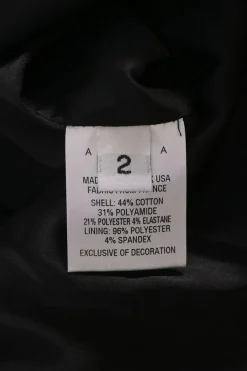 A 2 A
MADE USA
FABRIC FROM FRANCE
SHELL: 44% COTTON
31% POLYAMIDE
21% POLYESTER 4% ELASTANE
LINING: 96% POLYESTER
4% SPANDEX
EXCLUSIVE OF DECORATION